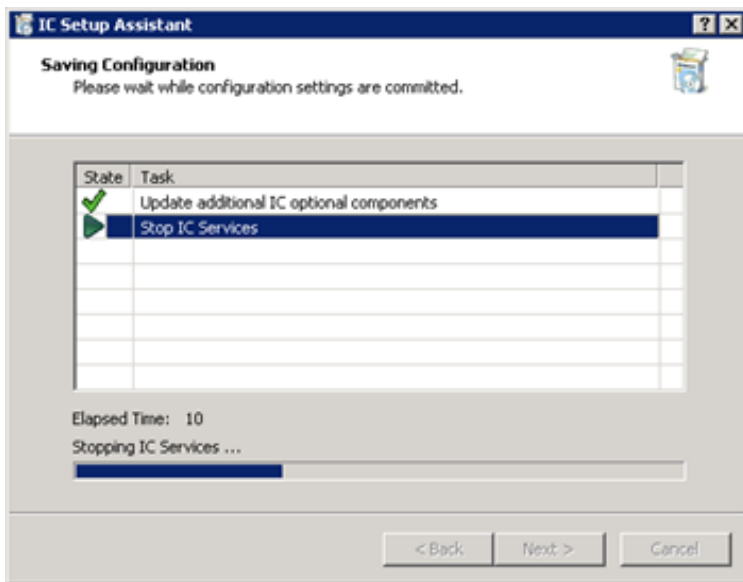 IC Setup Assistant
Saving Configuration
Please wait while configuration settings are committed.
State Task
Update additional IC optional components
Stop IC Services
Elapsed Time: 10
Stopping IC Services ...
< Back Next > Cancel